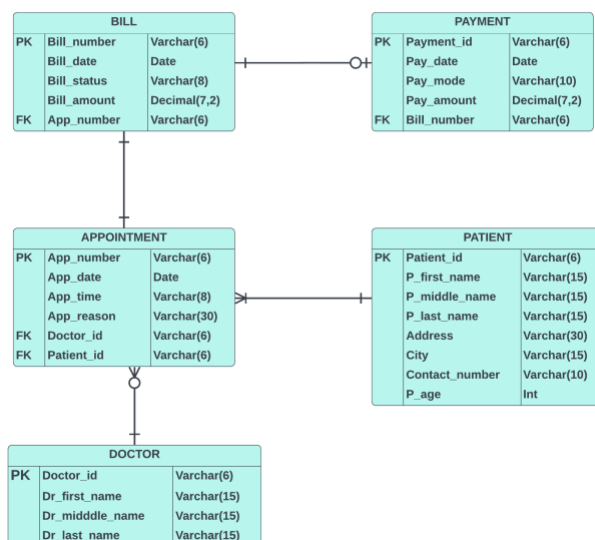 BILL
PK Bill_number Varchar(6)
Bill_date Date
Bill_status Varchar(8)
Bill_amount Decimal(7,2)
FK App_number Varchar(6)
PAYMENT
PK Payment_id Varchar(6)
Pay_date Date
Pay_mode Varchar(10)
Pay_amount Decimal(7,2)
FK Bill_number Varchar(6)
APPOINTMENT
PK App_number Varchar(6)
App_date Date
App_time Varchar(8)
App_reason Varchar(30)
FK Doctor_id Varchar(6)
FK Patient_id Varchar(6)
PATIENT
PK Patient_id Varchar(6)
P_first_name Varchar(15)
P_middle_name Varchar(15)
P_last_name Varchar(15)
Address Varchar(30)
City Varchar(15)
Contact_number Varchar(10)
P_age Int
DOCTOR
PK Doctor_id Varchar(6)
Dr_first_name Varchar(15)
Dr_midddle_name Varchar(15)
Dr_last_name Varchar(15)